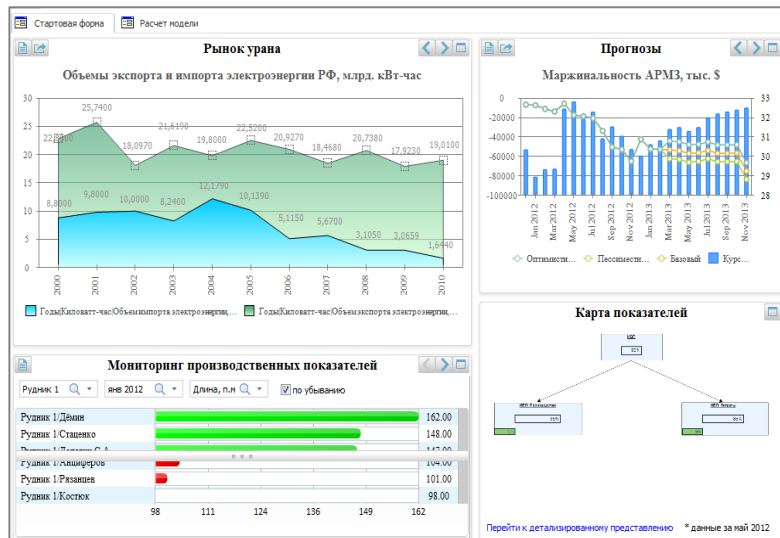 Стартовая форма
Расчет модели
Рынок урана
Объемы экспорта и импорта электроэнергии РФ, млрд. кВт-час
30
25
20
15
10
5
0
25,7400
18,0970
21,6190
19,8000
22,5200
20,9270
18,4680
20,7380
17,9230
19,0100
8,8000
9,8000
10,0000
8,2400
12,1790
10,1390
5,1150
5,6700
3,1050
3,0659
1,6440
2000
2001
2002
2003
2004
2005
2006
2007
2008
2009
2010
Годы|Киловатт-час|Объем импорта электроэнергии,...
Годы|Киловатт-час|Объем экспорта электроэнергии,...
Прогнозы
Маржинальность АРМЗ, тыс. $
0
-20000
-40000
-60000
-80000
-100000
33
32
31
30
29
28
Jan 2012
Mar 2012
May 2012
Jul 2012
Sep 2012
Nov 2012
Jan 2013
Mar 2013
May 2013
Jul 2013
Sep 2013
Nov 2013
Оптимисти...
Пессимисти...
Базовый
Курс...
Мониторинг производственных показателей
Рудник 1
янв 2012
Длина, п.м
по убыванию
Рудник 1/Дёмин 162.00
Рудник 1/Стаценко 148.00
Рудник 1/Анциферов 104.00
Рудник 1/Рязанцев 101.00
Рудник 1/Костюк 98.00
98 111 124 136 149 162
Карта показателей
Перейти к детализированному представлению
* данные за май 2012